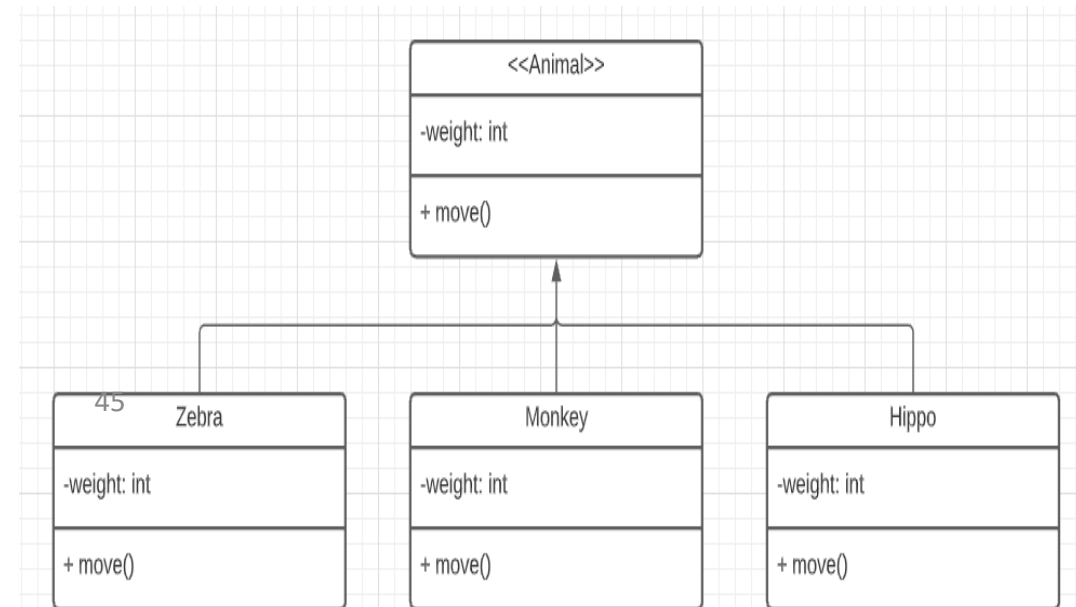 <<Animal>>
-weight: int
+ move()
45
Zebra
-weight: int
+ move()
Monkey
-weight: int
+ move()
Hippo
-weight: int
+ move()